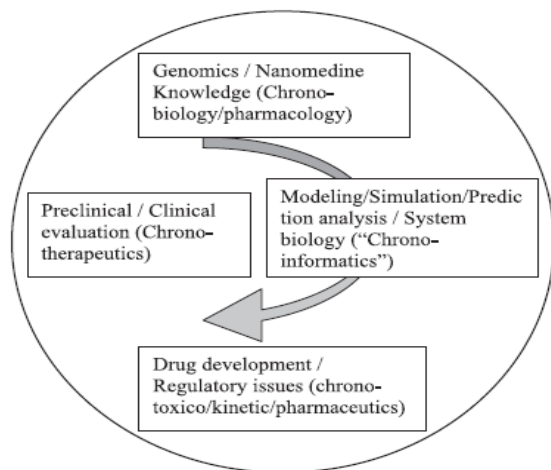 Genomics / Nanomedine
Knowledge (Chrono-
biology/pharmacology)
Preclinical / Clinical
evaluation (Chrono-
therapeutics)
Modeling/Simulation/Predic
tion analysis / System
biology (“Chrono-
informatics”)
Drug development /
Regulatory issues (chrono-
toxico/kinetic/pharmaceutics)